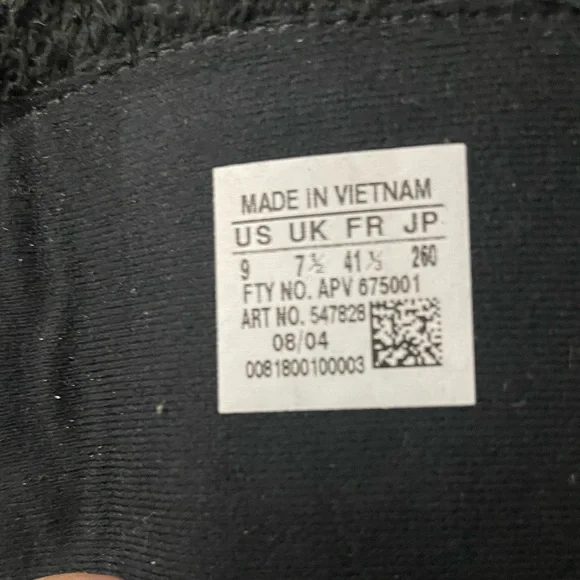 MADE IN VIETNAM
US UK FR JP
9 7½ 41⅓ 260
FTY NO. APV 675001
ART NO. 547828
08/04
0081800100003